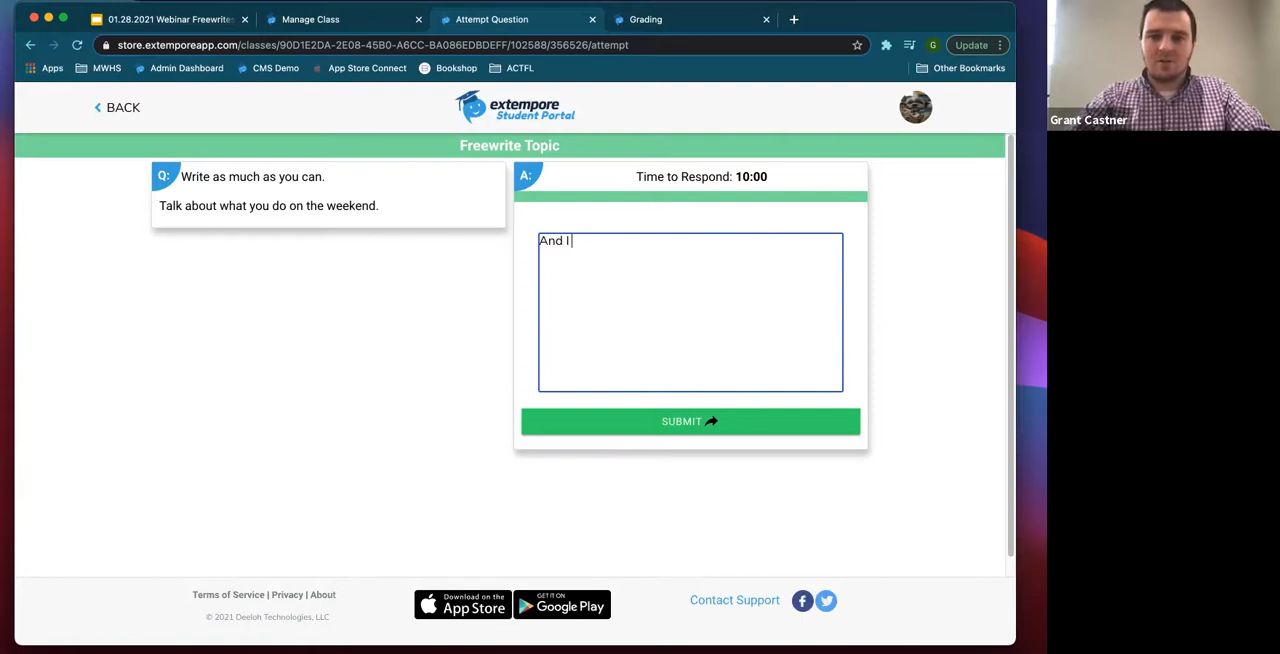 01.28.2021 Webinar Freewrites
Manage Class
Attempt Question
Grading
store.extemporeapp.com/classes/90D1E2DA-2E08-45B0-A6CC-BA086EDBDEFF/102588/356526/attempt
G
Update
Apps
MWHS
Admin Dashboard
CMS Demo
App Store Connect
Bookshop
ACTFL
Other Bookmarks
BACK
extempore
Student Portal
Grant Castner
Freewrite Topic
Q: Write as much as you can.
Talk about what you do on the weekend.
A: Time to Respond: 10:00
And I
SUBMIT
Terms of Service | Privacy | About
© 2021 Deeloh Technologies, LLC
Download on the
App Store
GET IT ON
Google Play
Contact Support